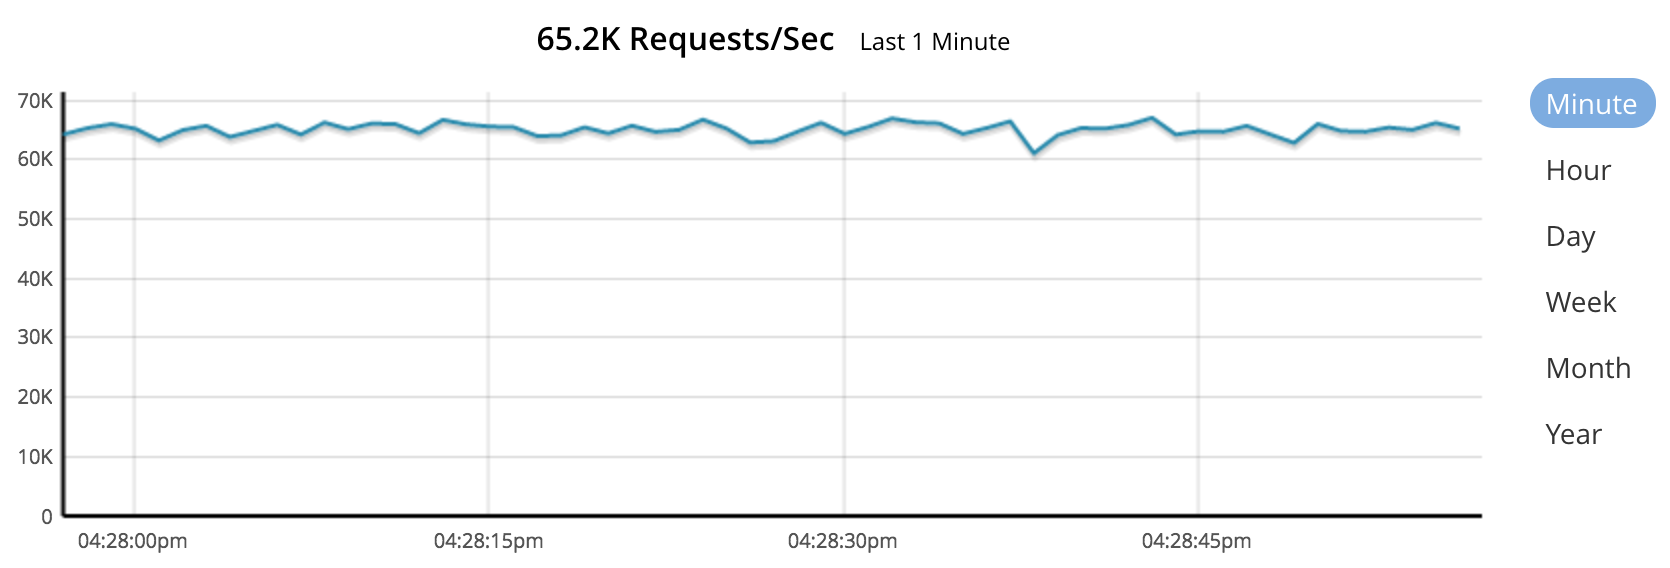 65.2K Requests/Sec Last 1 Minute
70K
60K
50K
40K
30K
20K
10K
0
04:28:00pm 04:28:15pm 04:28:30pm 04:28:45pm
Minute
Hour
Day
Week
Month
Year